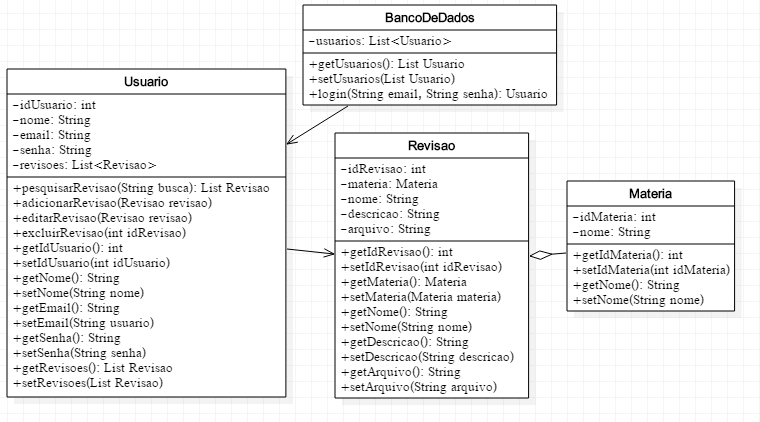 BancoDeDados
-usuarios: List<Usuario>
+getUsuarios(): List Usuario
+setUsuarios(List Usuario)
+login(String email, String senha): Usuario
Usuario
-idUsuario: int
-nome: String
-email: String
-senha: String
-revisoes: List<Revisao>
+pesquisarRevisao(String busca): List Revisao
+adicionarRevisao(Revisao revisao)
+editarRevisao(Revisao revisao)
+excluirRevisao(int idRevisao)
+getIdUsuario(): int
+setIdUsuario(int idUsuario)
+getNome(): String
+setNome(String nome)
+getEmail(): String
+setEmail(String usuario)
+getSenha(): String
+setSenha(String senha)
+getRevisoes(): List Revisao
+setRevisoes(List Revisao)
Revisao
-idRevisao: int
-materia: Materia
-nome: String
-descricao: String
-arquivo: String
+getIdRevisao(): int
+setIdRevisao(int idRevisao)
+getMateria(): Materia
+setMateria(Materia materia)
+getNome(): String
+setNome(String nome)
+getDescricao(): String
+setDescricao(String descricao)
+getArquivo(): String
+setArquivo(String arquivo)
Materia
-idMateria: int
-nome: String
+getIdMateria(): int
+setIdMateria(int idMateria)
+getNome(): String
+setNome(String nome)